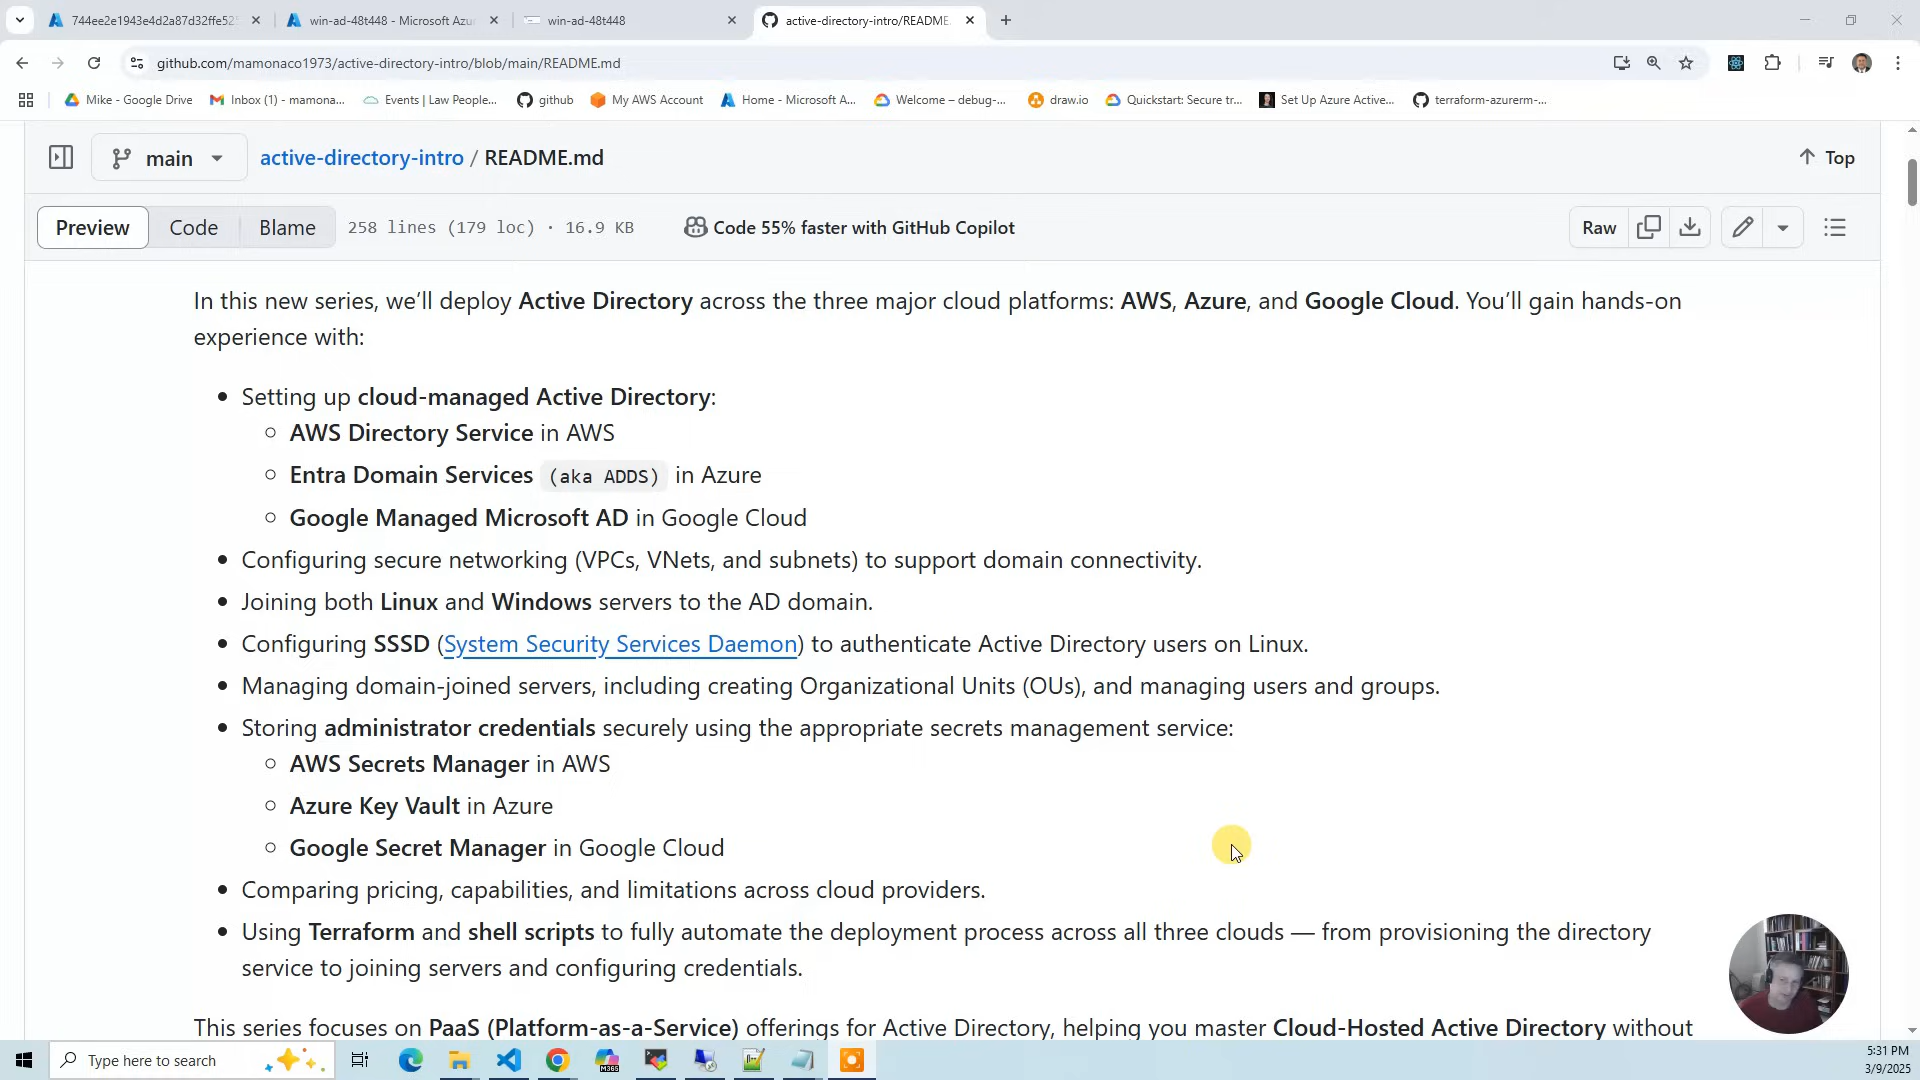 744ee2e1943e4d2a87d32ffe525
win-ad-48t448 - Microsoft Azu
win-ad-48t448
active-directory-intro/README
github.com/mamonaco1973/active-directory-intro/blob/main/README.md
Mike - Google Drive
Inbox (1) - mamona...
Events | Law People...
github
My AWS Account
Home - Microsoft A...
Welcome – debug-...
draw.io
Quickstart: Secure tr...
Set Up Azure Active...
terraform-azurerm-...
main
active-directory-intro / README.md
Top
Preview
Code
Blame
258 lines (179 loc) · 16.9 KB
Code 55% faster with GitHub Copilot
Raw
In this new series, we’ll deploy Active Directory across the three major cloud platforms: AWS, Azure, and Google Cloud. You’ll gain hands-on
experience with:
Setting up cloud-managed Active Directory:
AWS Directory Service in AWS
Entra Domain Services (aka ADDS) in Azure
Google Managed Microsoft AD in Google Cloud
Configuring secure networking (VPCs, VNets, and subnets) to support domain connectivity.
Joining both Linux and Windows servers to the AD domain.
Configuring SSSD (System Security Services Daemon) to authenticate Active Directory users on Linux.
Managing domain-joined servers, including creating Organizational Units (OUs), and managing users and groups.
Storing administrator credentials securely using the appropriate secrets management service:
AWS Secrets Manager in AWS
Azure Key Vault in Azure
Google Secret Manager in Google Cloud
Comparing pricing, capabilities, and limitations across cloud providers.
Using Terraform and shell scripts to fully automate the deployment process across all three clouds — from provisioning the directory
service to joining servers and configuring credentials.
This series focuses on PaaS (Platform-as-a-Service) offerings for Active Directory, helping you master Cloud-Hosted Active Directory without
Type here to search
M365
5:31 PM
3/9/2025